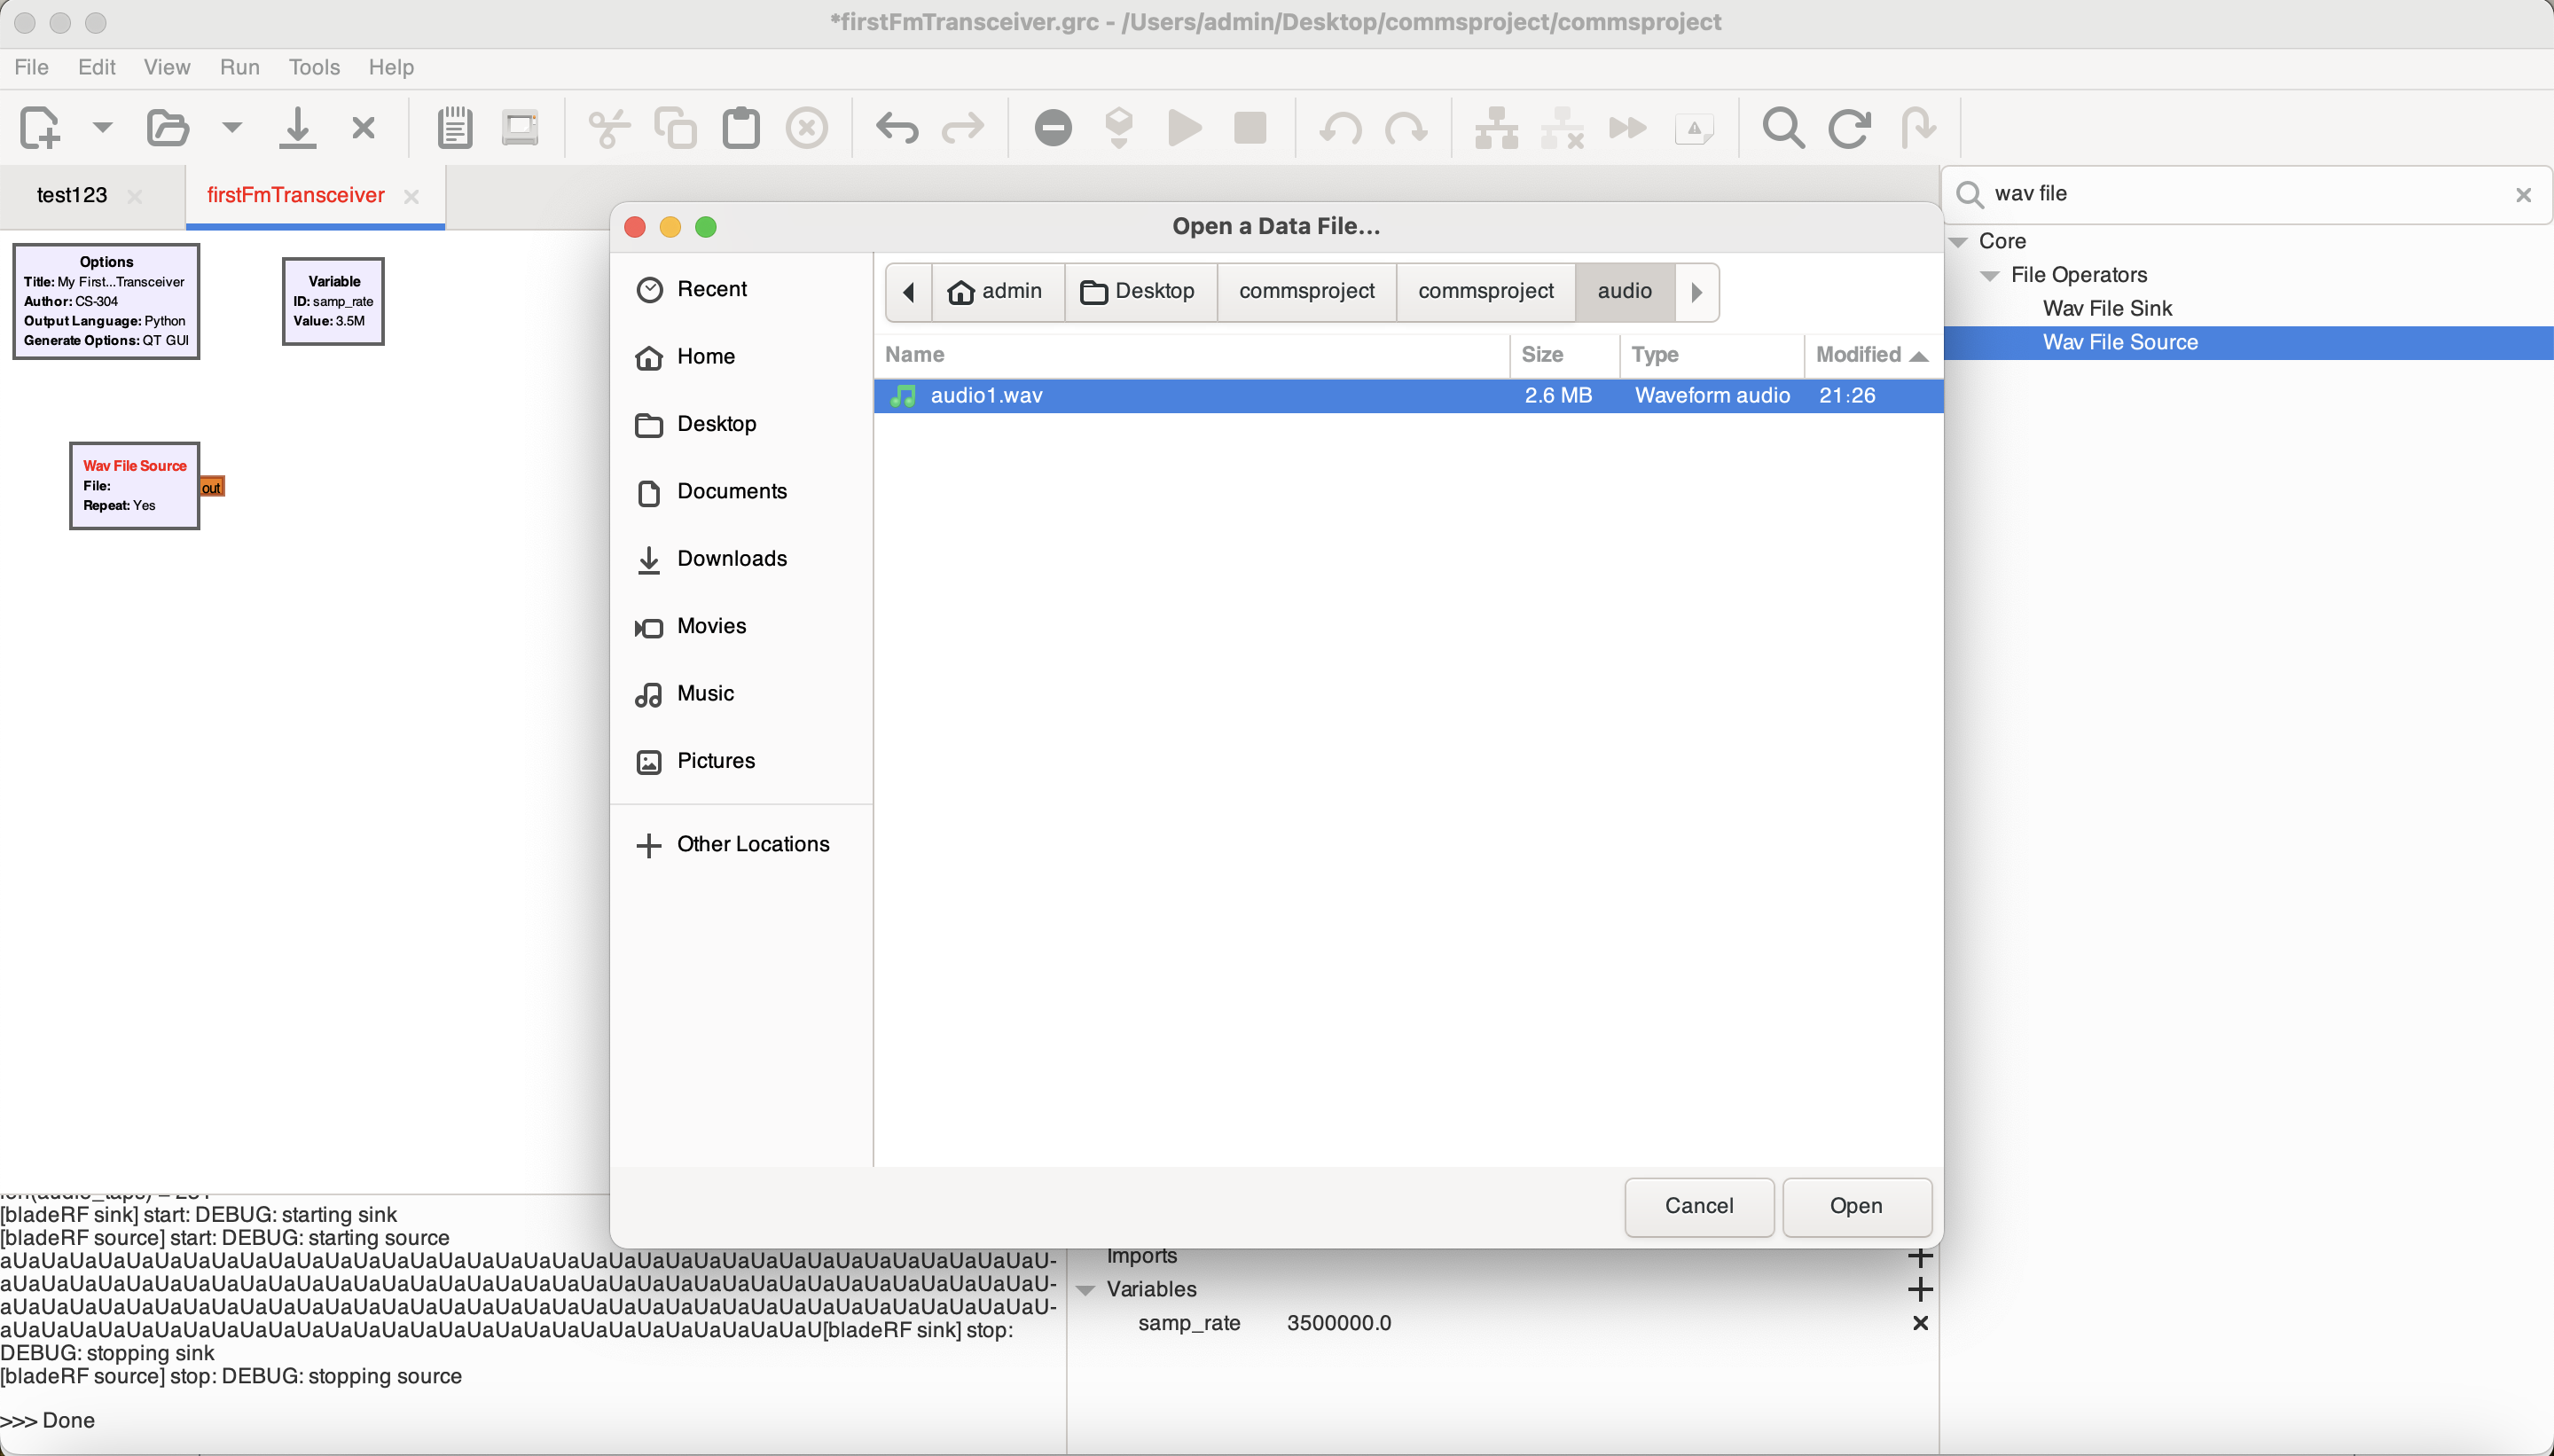 *firstFmTransceiver.grc - /Users/admin/Desktop/commsproject/commsproject
File Edit View Run Tools Help
test123 firstFmTransceiver
wav file
Core
File Operators
Wav File Sink
Wav File Source
Options
Title: My First...Transceiver
Author: CS-304
Output Language: Python
Generate Options: QT GUI
Variable
ID: samp_rate
Value: 3.5M
Wav File Source
File:
Repeat: Yes
out
Open a Data File...
Recent
Home
Desktop
Documents
Downloads
Movies
Music
Pictures
Other Locations
admin Desktop commsproject commsproject audio
Name Size Type Modified
audio1.wav 2.6 MB Waveform audio 21:26
Cancel Open
[bladeRF sink] start: DEBUG: starting sink
[bladeRF source] start: DEBUG: starting source
aUaUaUaUaUaUaUaUaUaUaUaUaUaUaUaUaUaUaUaUaUaUaUaUaUaUaUaUaUaUaUaUaUaUaUaUaU-
aUaUaUaUaUaUaUaUaUaUaUaUaUaUaUaUaUaUaUaUaUaUaUaUaUaUaUaUaUaUaUaUaUaUaUaUaU-
aUaUaUaUaUaUaUaUaUaUaUaUaUaUaUaUaUaUaUaUaUaUaUaUaUaUaUaUaUaUaUaUaUaUaUaUaU-
aUaUaUaUaUaUaUaUaUaUaUaUaUaUaUaUaUaUaUaUaUaUaUaUaUaUaUaUaU[bladeRF sink] stop:
DEBUG: stopping sink
[bladeRF source] stop: DEBUG: stopping source
>>> Done
Imports
Variables
samp_rate 3500000.0